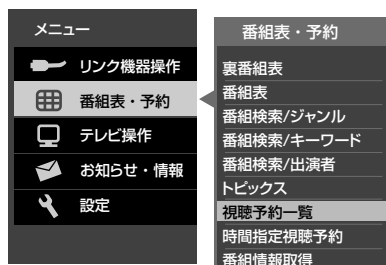 メニュー
リンク機器操作
番組表・予約
テレビ操作
お知らせ・情報
設定
番組表・予約
裏番組表
番組表
番組検索/ジャンル
番組検索/キーワード
番組検索/出演者
トピックス
視聴予約一覧
時間指定視聴予約
番組情報取得